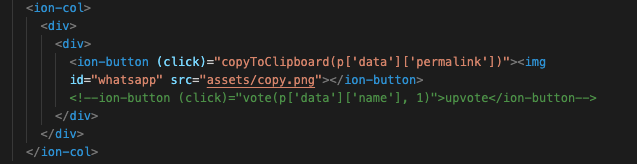 <ion-col>
<div>
<div>
<ion-button (click)="copyToClipboard(p['data']['permalink'])"><img
id="whatsapp" src="assets/copy.png"></ion-button>
<!--ion-button (click)="vote(p['data']['name'], 1)">upvote</ion-button-->
</div>
</div>
</ion-col>